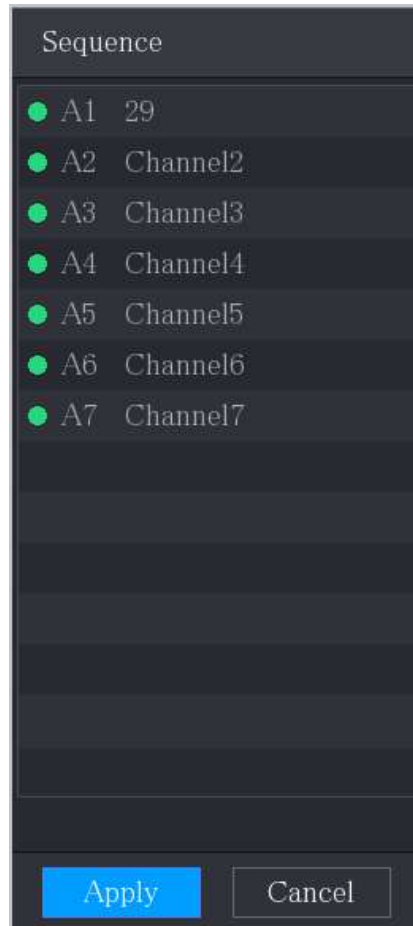 Sequence
A1 29
A2 Channel2
A3 Channel3
A4 Channel4
A5 Channel5
A6 Channel6
A7 Channel7
Apply Cancel